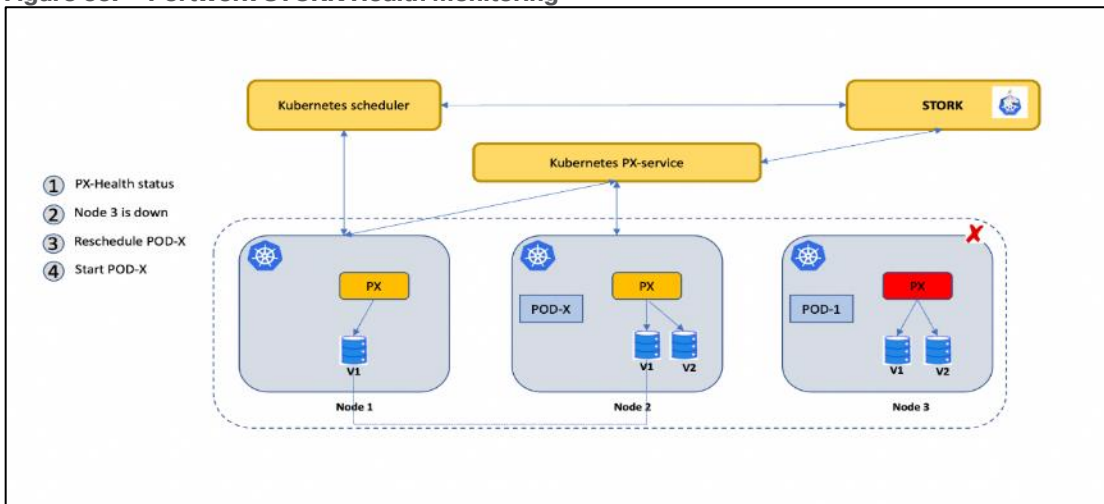 Kubernetes scheduler
STORK
Kubernetes PX-service
1 PX-Health status
2 Node 3 is down
3 Reschedule POD-X
4 Start POD-X
PX
V1
Node 1
POD-X
PX
V1
V2
Node 2
POD-1
PX
V1
V2
Node 3